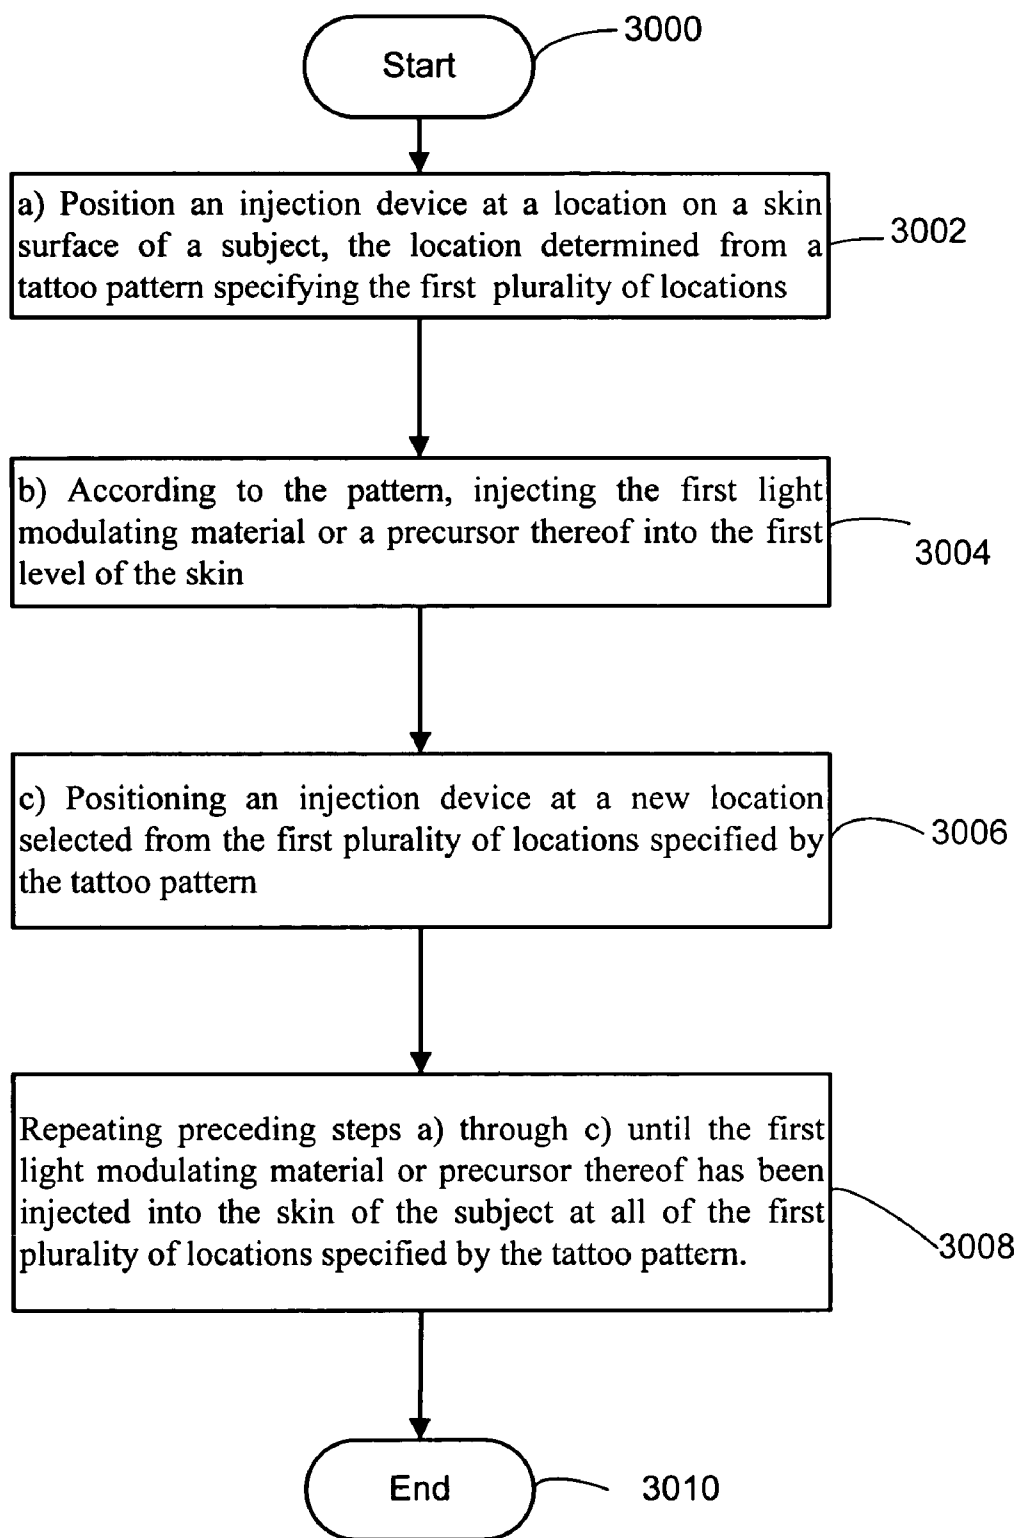 Start
3000
a) Position an injection device at a location on a skin
surface of a subject, the location determined from a
tattoo pattern specifying the first plurality of locations
3002
b) According to the pattern, injecting the first light
modulating material or a precursor thereof into the first
level of the skin
3004
c) Positioning an injection device at a new location
selected from the first plurality of locations specified by
the tattoo pattern
3006
Repeating preceding steps a) through c) until the first
light modulating material or precursor thereof has been
injected into the skin of the subject at all of the first
plurality of locations specified by the tattoo pattern.
3008
End
3010